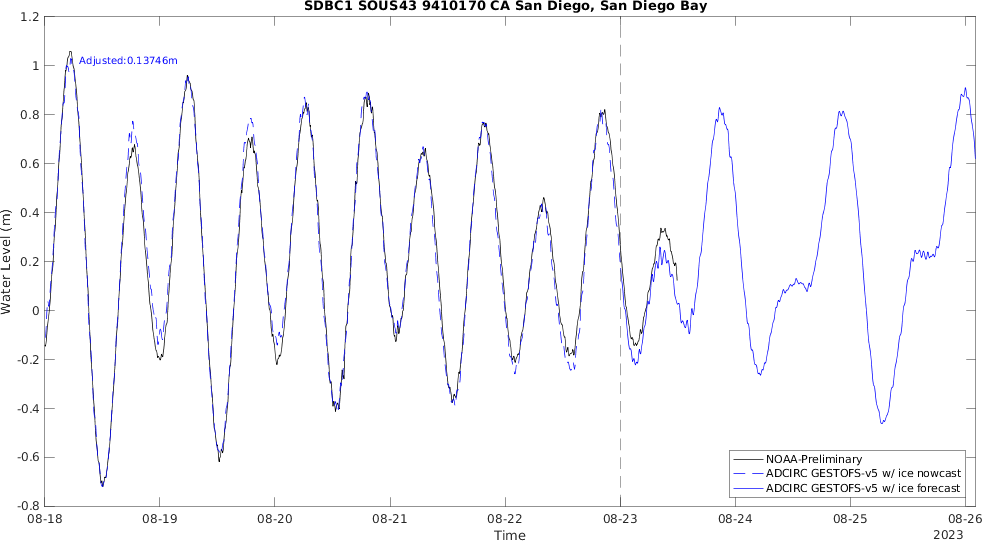 SDBC1 SOUS43 9410170 CA San Diego, San Diego Bay
1.2
Adjusted:0.13746m
1
0.8
0.6
0.4
0.2
0
-0.2
-0.4
-0.6
-0.8
Water Level (m)
NOAA-Preliminary
ADCIRC GESTOFS-v5 w/ ice nowcast
ADCIRC GESTOFS-v5 w/ ice forecast
08-18 08-19 08-20 08-21 08-22 08-23 08-24 08-25 08-26
Time
2023